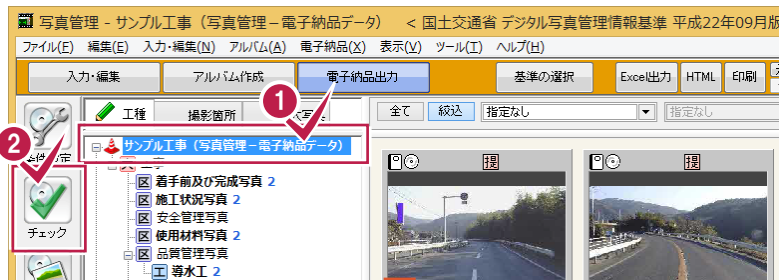 写真管理 - サンプル工事（写真管理－電子納品データ） < 国土交通省 デジタル写真管理情報基準 平成22年09月版
ファイル(F) 編集(E) 入力・編集(N) アルバム(A) 電子納品(X) 表示(V) ツール(T) ヘルプ(H)
入力・編集 アルバム作成 電子納品出力 基準の選択 Excel出力 HTML 印刷
工種 撮影箇所 全て 絞込 指定なし 指定なし
1
2
サンプル工事（写真管理－電子納品データ）
着手前及び完成写真 2
区 施工状況写真 2
区 安全管理写真
区 使用材料写真 2
区 品質管理写真
工 導水工 2
チェック
提
提